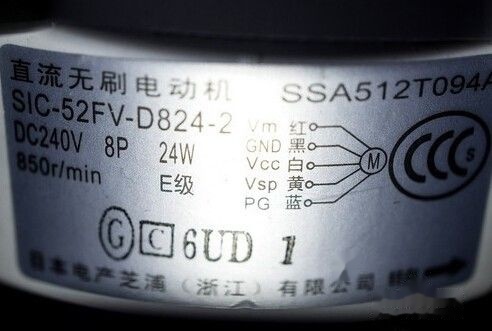 直流无刷电动机 SSA512T094A
SIC-52FV-D824-2
DC240V 8P 24W
850r/min E级
Vm 红
GND 黑
Vcc 白
Vsp 黄
PG 蓝
M
CCC S
G C 6UD 1
日本电产芝浦（浙江）有限公司